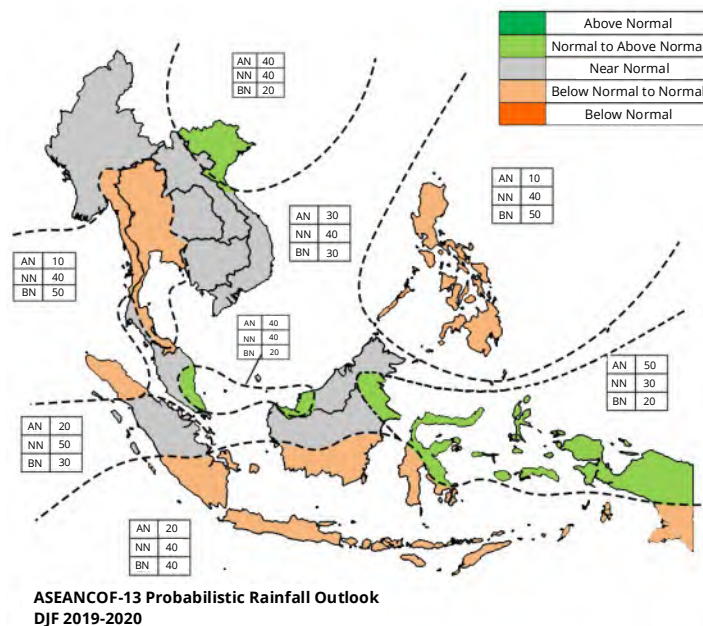 Above Normal
Normal to Above Norma
Near Normal
Below Normal to Normal
Below Normal
AN 40
NN 40
BN 20
AN 10
NN 40
BN 50
AN 30
NN 40
BN 30
AN 10
NN 40
BN 50
AN 40
NN 40
BN 20
AN 50
NN 30
BN 20
AN 20
NN 50
BN 30
AN 20
NN 40
BN 40
ASEANCOF-13 Probabilistic Rainfall Outlook
DJF 2019-2020